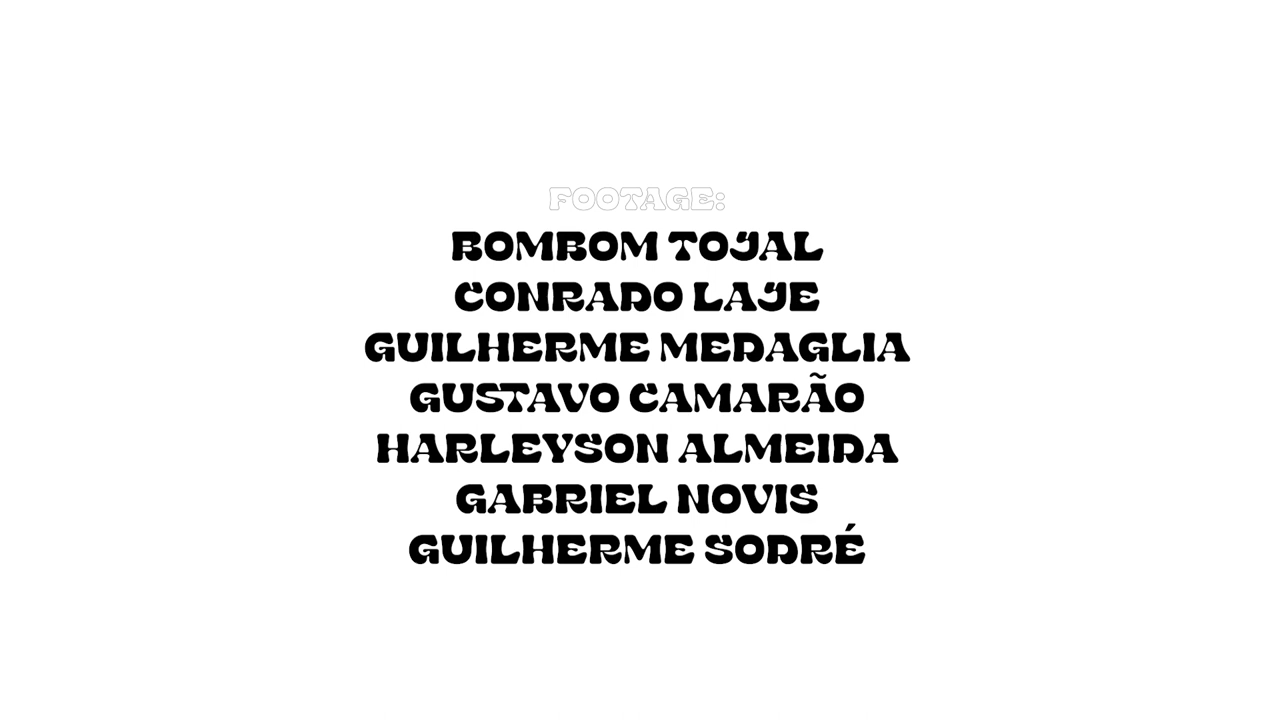 FOOTAGE:
BOMBOM TOJAL
CONRADO LAJE
GUILHERME MEDAGLIA
GUSTAVO CAMARÃO
HARLEYSON ALMEIDA
GABRIEL NOVIS
GUILHERME SODRÉ